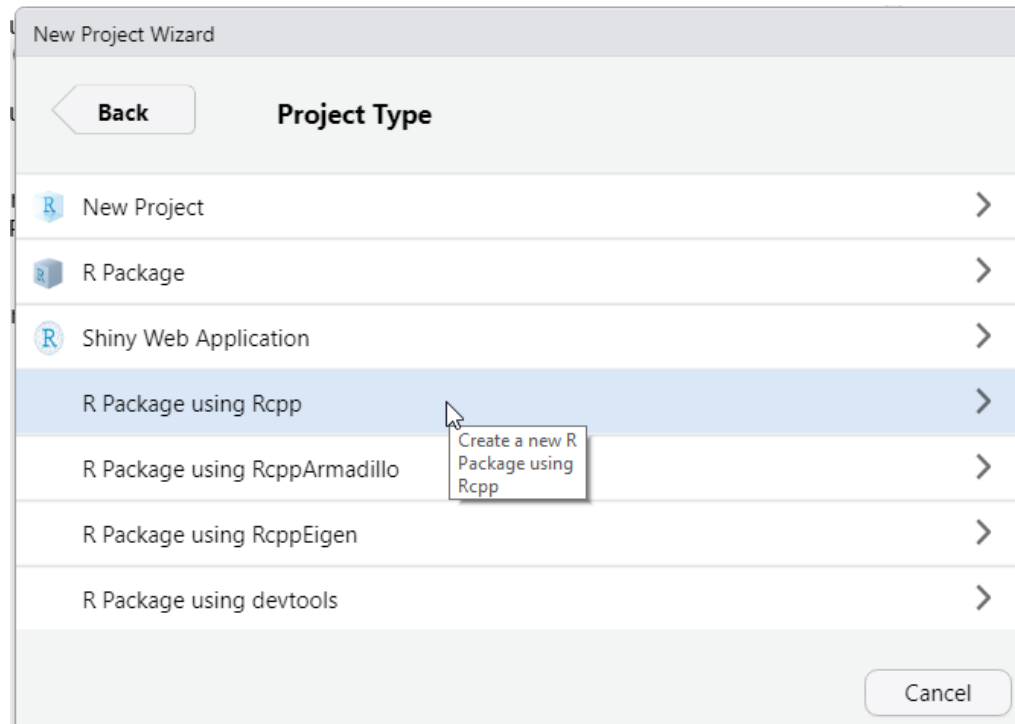 New Project Wizard
Back
Project Type
R New Project
R R Package
R Shiny Web Application
R Package using Rcpp
Create a new R
Package using
Rcpp
R Package using RcppArmadillo
R Package using RcppEigen
R Package using devtools
Cancel